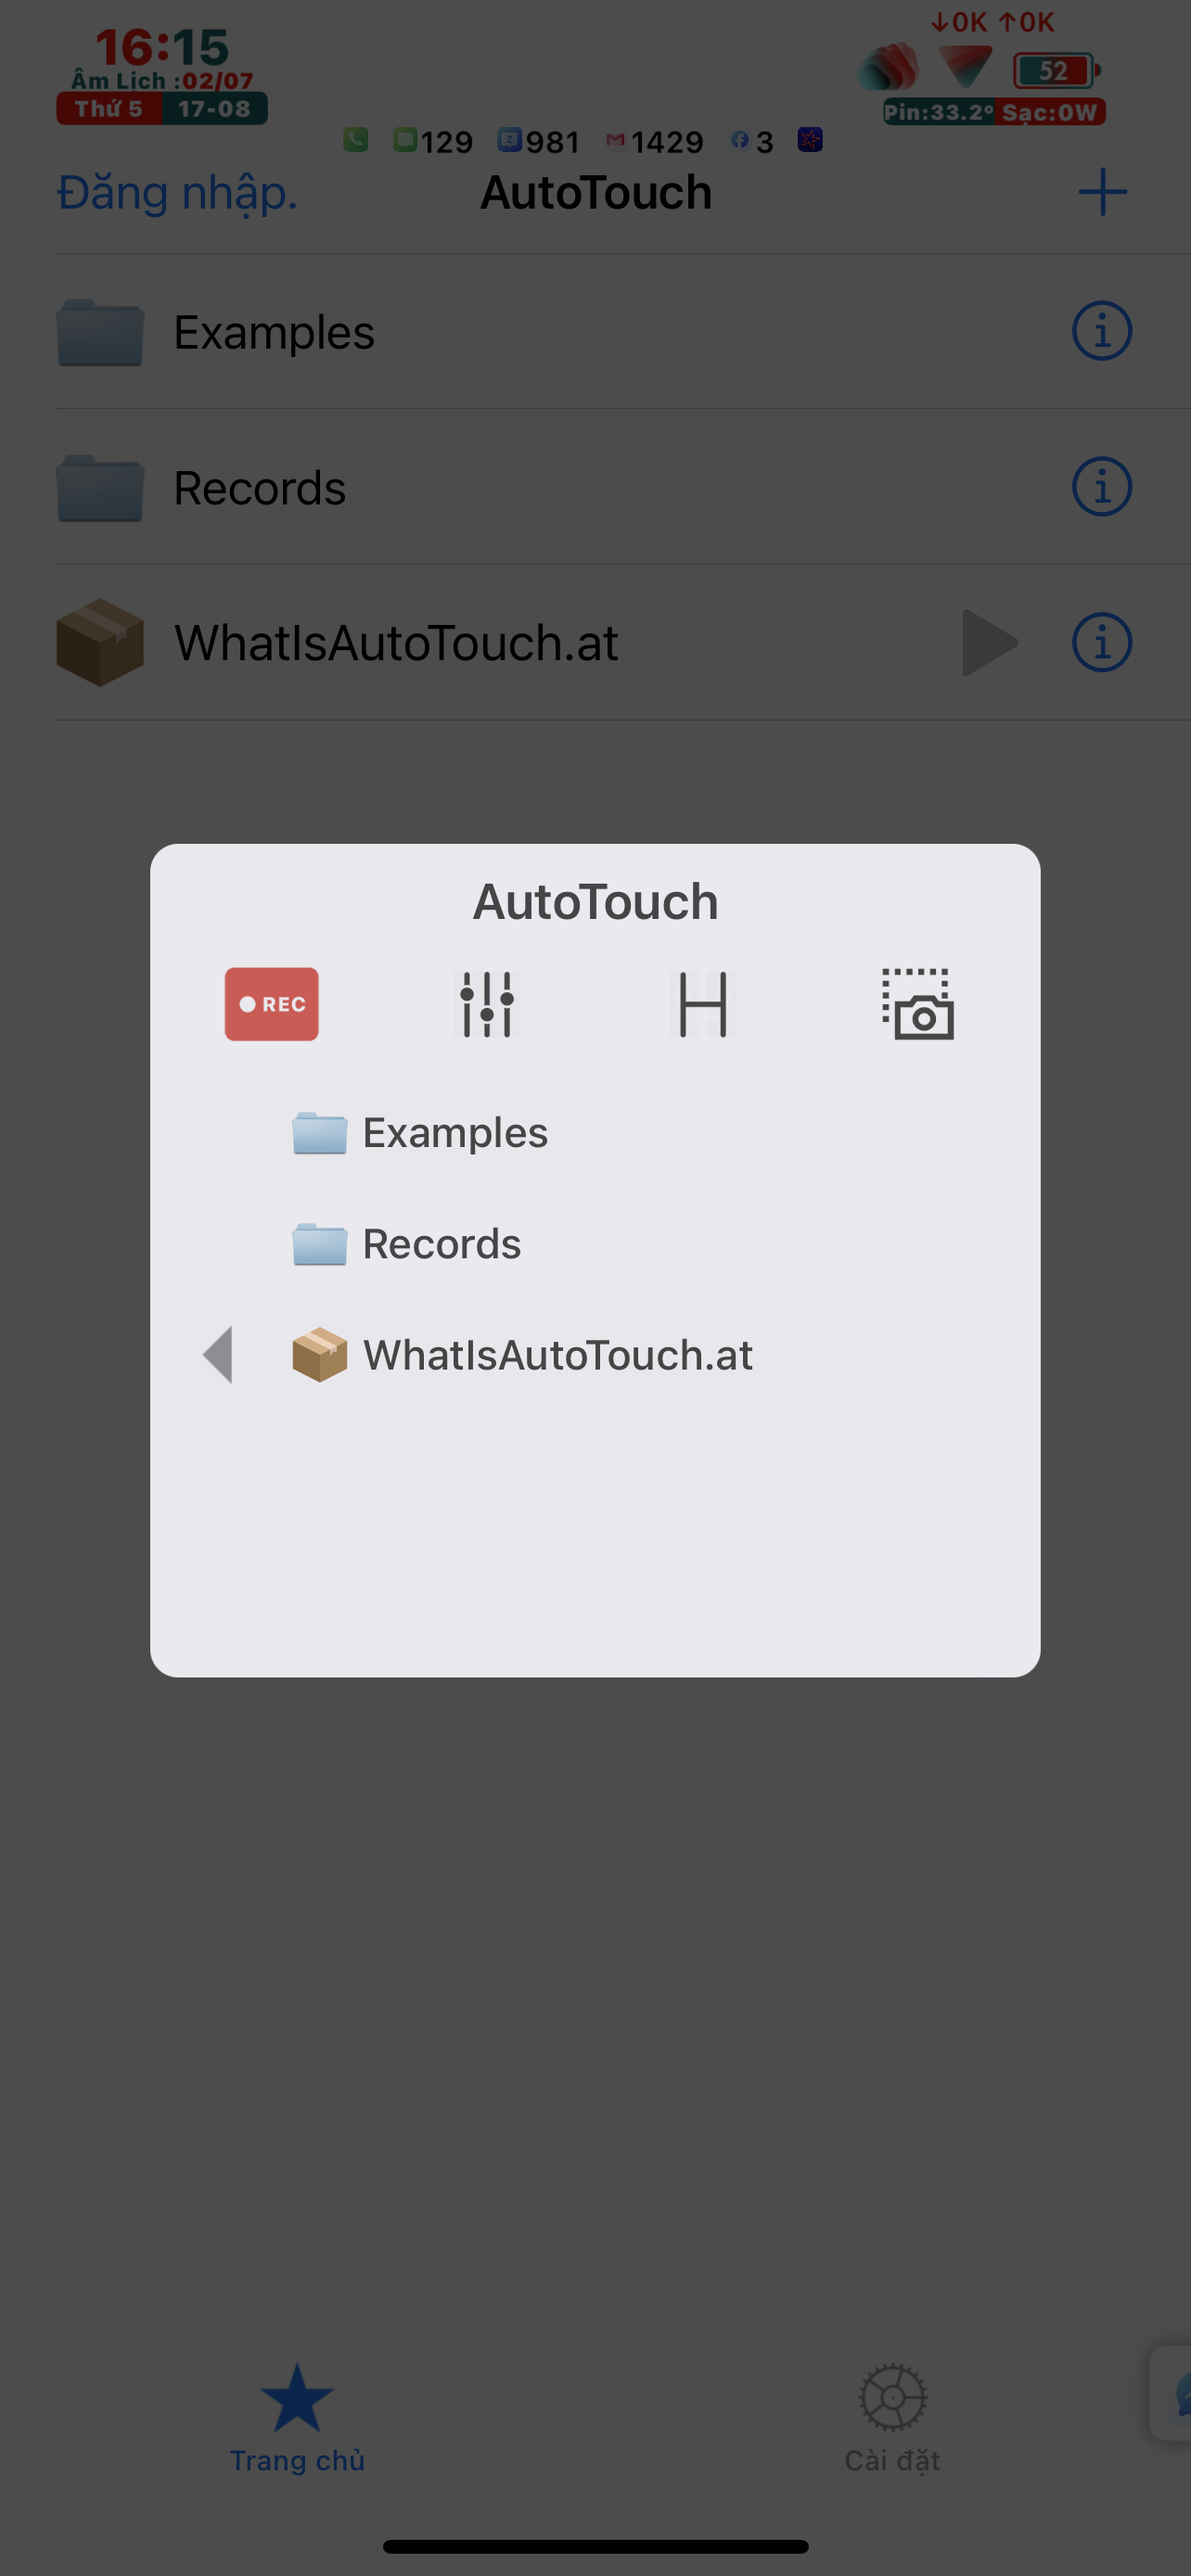 16:15
Âm Lịch :02/07
Thứ 5 17-08
↓0K ↑0K
52
Pin:33.2° Sạc:0W
129 981 1429 3
Đăng nhập. AutoTouch
Examples
Records
WhatIsAutoTouch.at
AutoTouch
REC
Examples
Records
WhatIsAutoTouch.at
Trang chủ Cài đặt